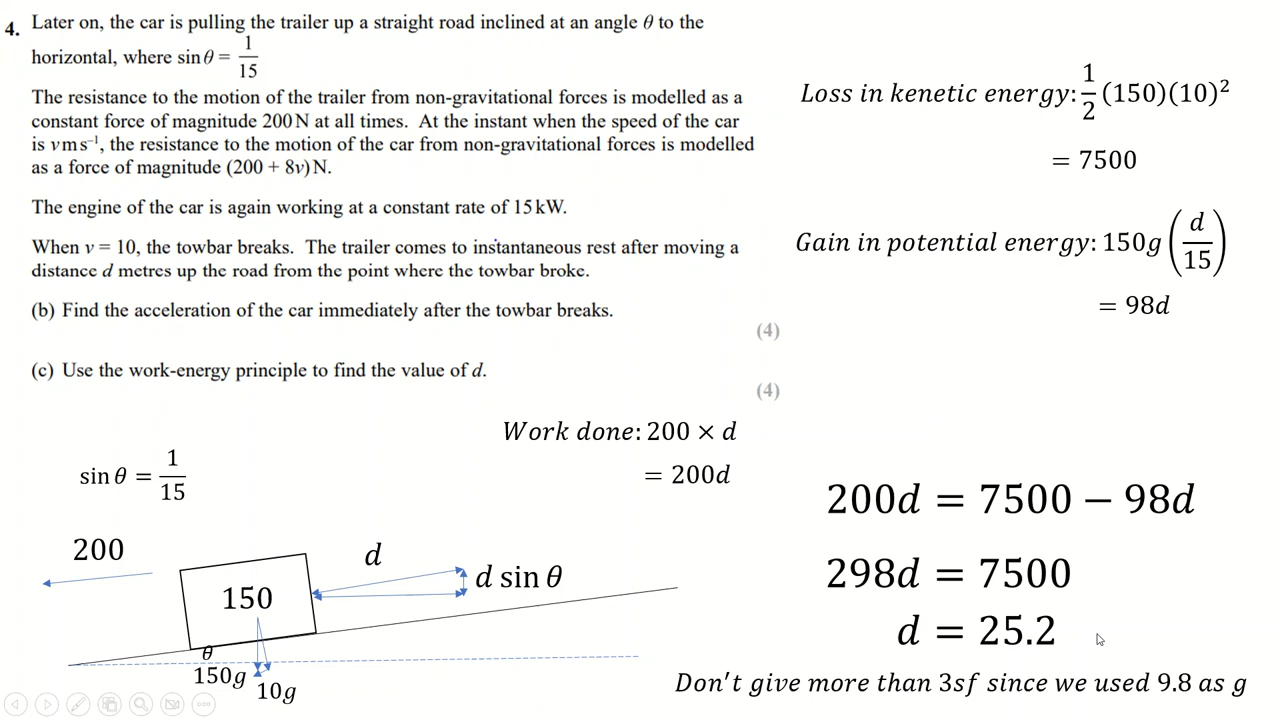 4. Later on, the car is pulling the trailer up a straight road inclined at an angle θ to the
horizontal, where sin θ = 1/15
The resistance to the motion of the trailer from non-gravitational forces is modelled as a
constant force of magnitude 200 N at all times. At the instant when the speed of the car
is v m s⁻¹, the resistance to the motion of the car from non-gravitational forces is modelled
as a force of magnitude (200 + 8v) N.
The engine of the car is again working at a constant rate of 15 kW.
When v = 10, the towbar breaks. The trailer comes to instantaneous rest after moving a
distance d metres up the road from the point where the towbar broke.
(b) Find the acceleration of the car immediately after the towbar breaks.
(4)
(c) Use the work-energy principle to find the value of d.
(4)
Loss in kenetic energy: 1/2 (150)(10)²
= 7500
Gain in potential energy: 150g (d/15)
= 98d
Work done: 200 × d
= 200d
sin θ = 1/15
200
150
d
d sin θ
θ
150g
10g
200d = 7500 − 98d
298d = 7500
d = 25.2
Don't give more than 3sf since we used 9.8 as g